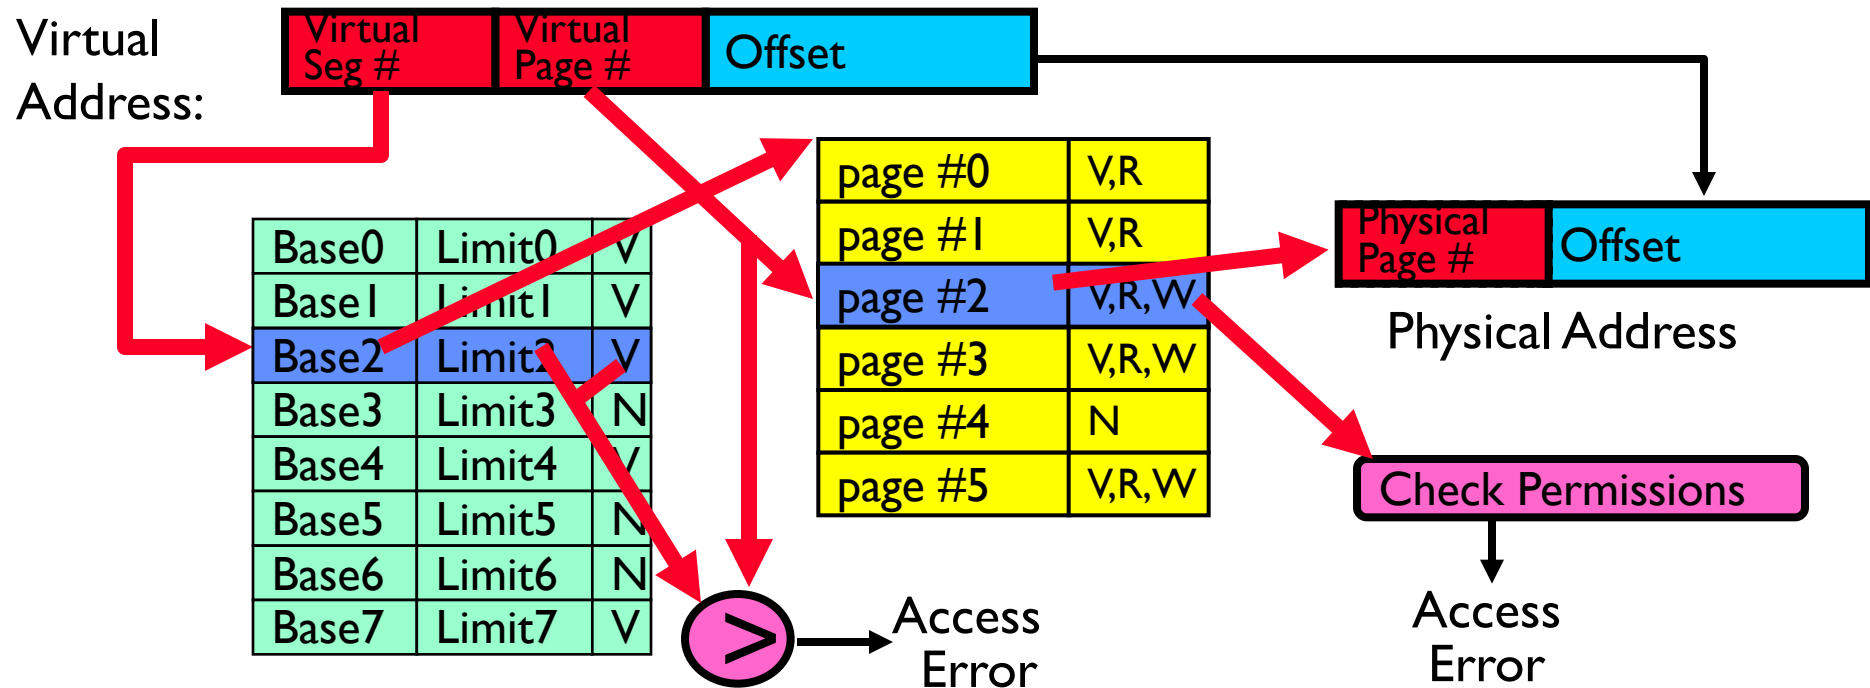 Virtual
Address:
Virtual
Seg #
Virtual
Page #
Offset
page #0 V,R
page #1 V,R
page #2 V,R,W
page #3 V,R,W
page #4 N
page #5 V,R,W
Base0 Limit0 V
Base1 Limit1 V
Base2 Limit2 V
Base3 Limit3 N
Base4 Limit4 V
Base5 Limit5 N
Base6 Limit6 N
Base7 Limit7 V
Physical
Page #
Offset
Physical Address
Check Permissions
>
Access
Error
Access
Error